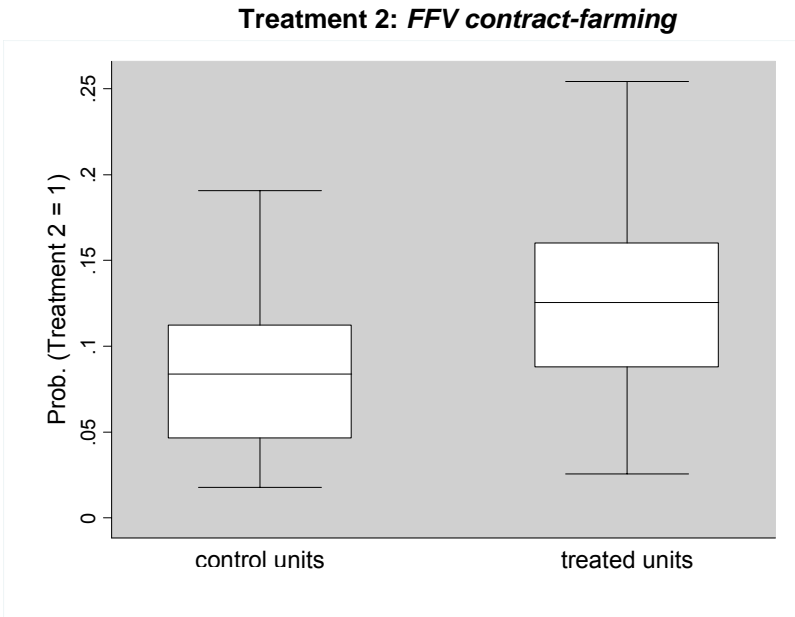 Treatment 2: FFV contract-farming
Prob. (Treatment 2 = 1)
.25
.2
.15
.1
.05
0
control units
treated units